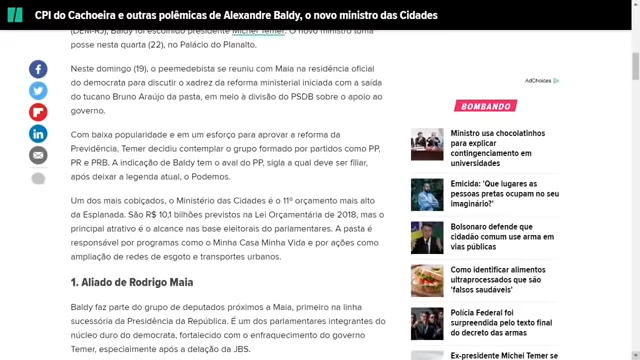 CPI do Cachoeira e outras polêmicas de Alexandre Baldy, o novo ministro das Cidades
(DEM-RJ), Baldy foi escolhido presidente Michel Temer. O novo ministro toma
posse nesta quarta (22), no Palácio do Planalto.
Neste domingo (19), o peemedebista se reuniu com Maia na residência oficial
do democrata para discutir o xadrez da reforma ministerial iniciada com a saída
do tucano Bruno Araújo da pasta, em meio à divisão do PSDB sobre o apoio ao
governo.
Com baixa popularidade e em um esforço para aprovar a reforma da
Previdência, Temer decidiu contemplar o grupo formado por partidos como PP,
PR e PRB. A indicação de Baldy tem o aval do PP, sigla a qual deve ser filiar,
após deixar a legenda atual, o Podemos.
Um dos mais cobiçados, o Ministério das Cidades é o 11º orçamento mais alto
da Esplanada. São R$ 10,1 bilhões previstos na Lei Orçamentária de 2018, mas o
principal atrativo é o alcance nas base eleitorais do parlamentares. A pasta é
responsável por programas como o Minha Casa Minha Vida e por ações como
ampliação de redes de esgoto e transportes urbanos.
1. Aliado de Rodrigo Maia
Baldy faz parte do grupo de deputados próximos a Maia, primeiro na linha
sucessória da Presidência da República. É um dos parlamentares integrantes do
núcleo duro do democrata, fortalecido com o enfraquecimento do governo
Temer, especialmente após a delação da JBS.
AdChoices
BOMBANDO
Ministro usa chocolatinhos
para explicar
contingenciamento em
universidades
Emicida: 'Que lugares as
pessoas pretas ocupam no seu
imaginário?'
Bolsonaro defende que
cidadão comum use arma em
vias públicas
Como identificar alimentos
ultraprocessados que são
'falsos saudáveis'
Polícia Federal foi
surpreendida pelo texto final
do decreto das armas
Ex-presidente Michel Temer se